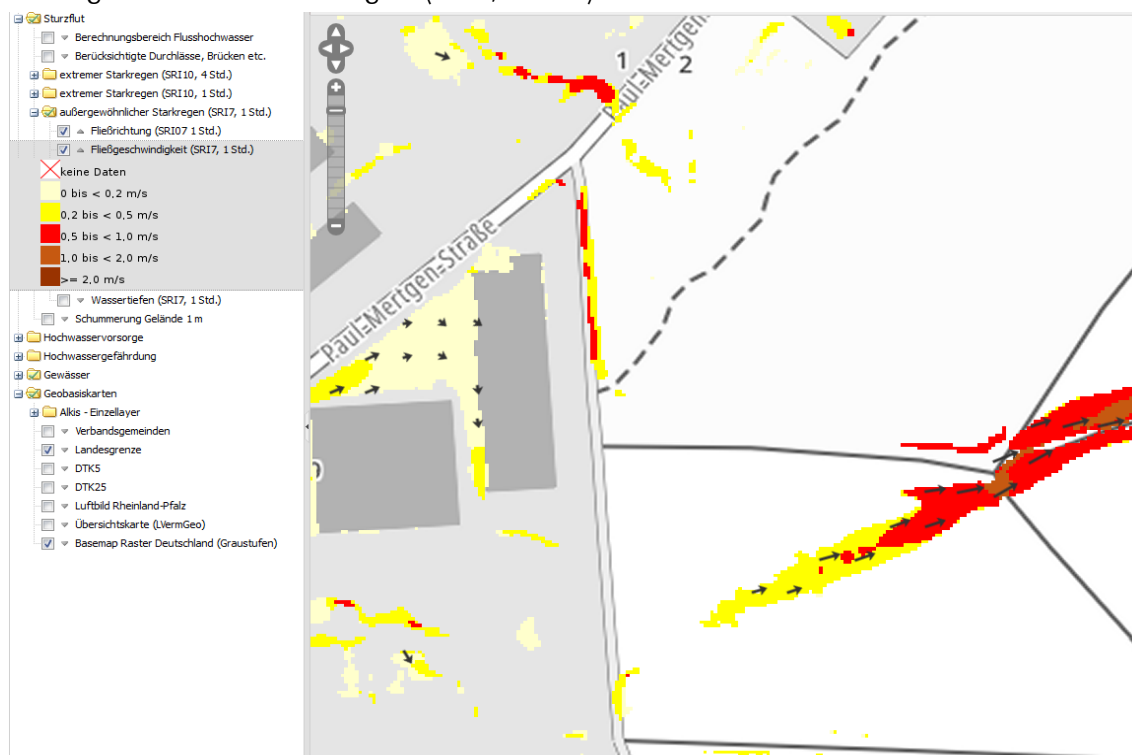 Sturzflut
Berechnungsbereich Flusshochwasser
Berücksichtigte Durchlässe, Brücken etc.
extremer Starkregen (SRI10, 4 Std.)
extremer Starkregen (SRI10, 1 Std.)
außergewöhnlicher Starkregen (SRI7, 1 Std.)
Fließrichtung (SRI07 1 Std.)
Fließgeschwindigkeit (SRI7, 1 Std.)
keine Daten
0 bis < 0,2 m/s
0,2 bis < 0,5 m/s
0,5 bis < 1,0 m/s
1,0 bis < 2,0 m/s
>= 2,0 m/s
Wassertiefen (SRI7, 1 Std.)
Schummerung Gelände 1 m
Hochwasservorsorge
Hochwassergefährdung
Gewässer
Geobasiskarten
Alkis - Einzellayer
Verbandsgemeinden
Landesgrenze
DTK5
DTK25
Luftbild Rheinland-Pfalz
Übersichtskarte (LVermGeo)
Basemap Raster Deutschland (Graustufen)
1
2
Paul-Mertgen-
Paul-Mertgen-Straße